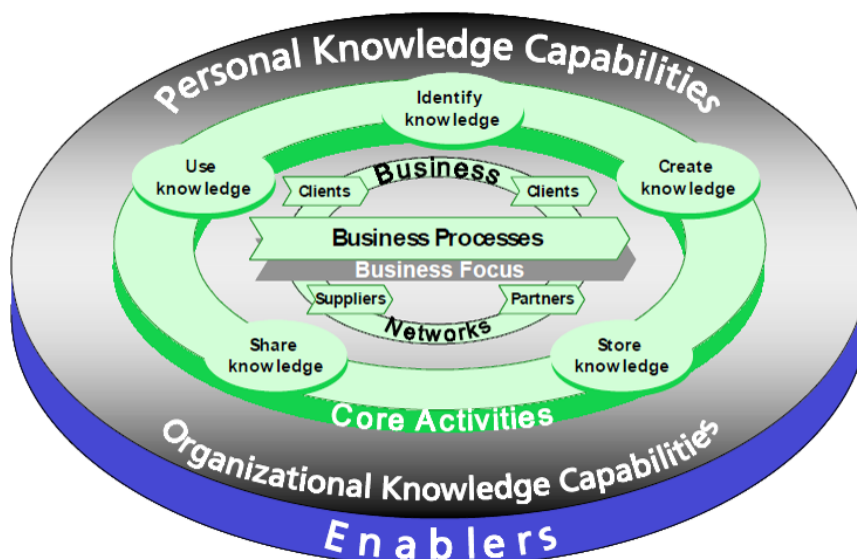 Personal Knowledge Capabilities
Identify
knowledge
Use
knowledge
Create
knowledge
Business
Clients
Clients
Business Processes
Business Focus
Suppliers
Partners
Networks
Share
knowledge
Store
knowledge
Core Activities
Organizational Knowledge Capabilities
Enablers